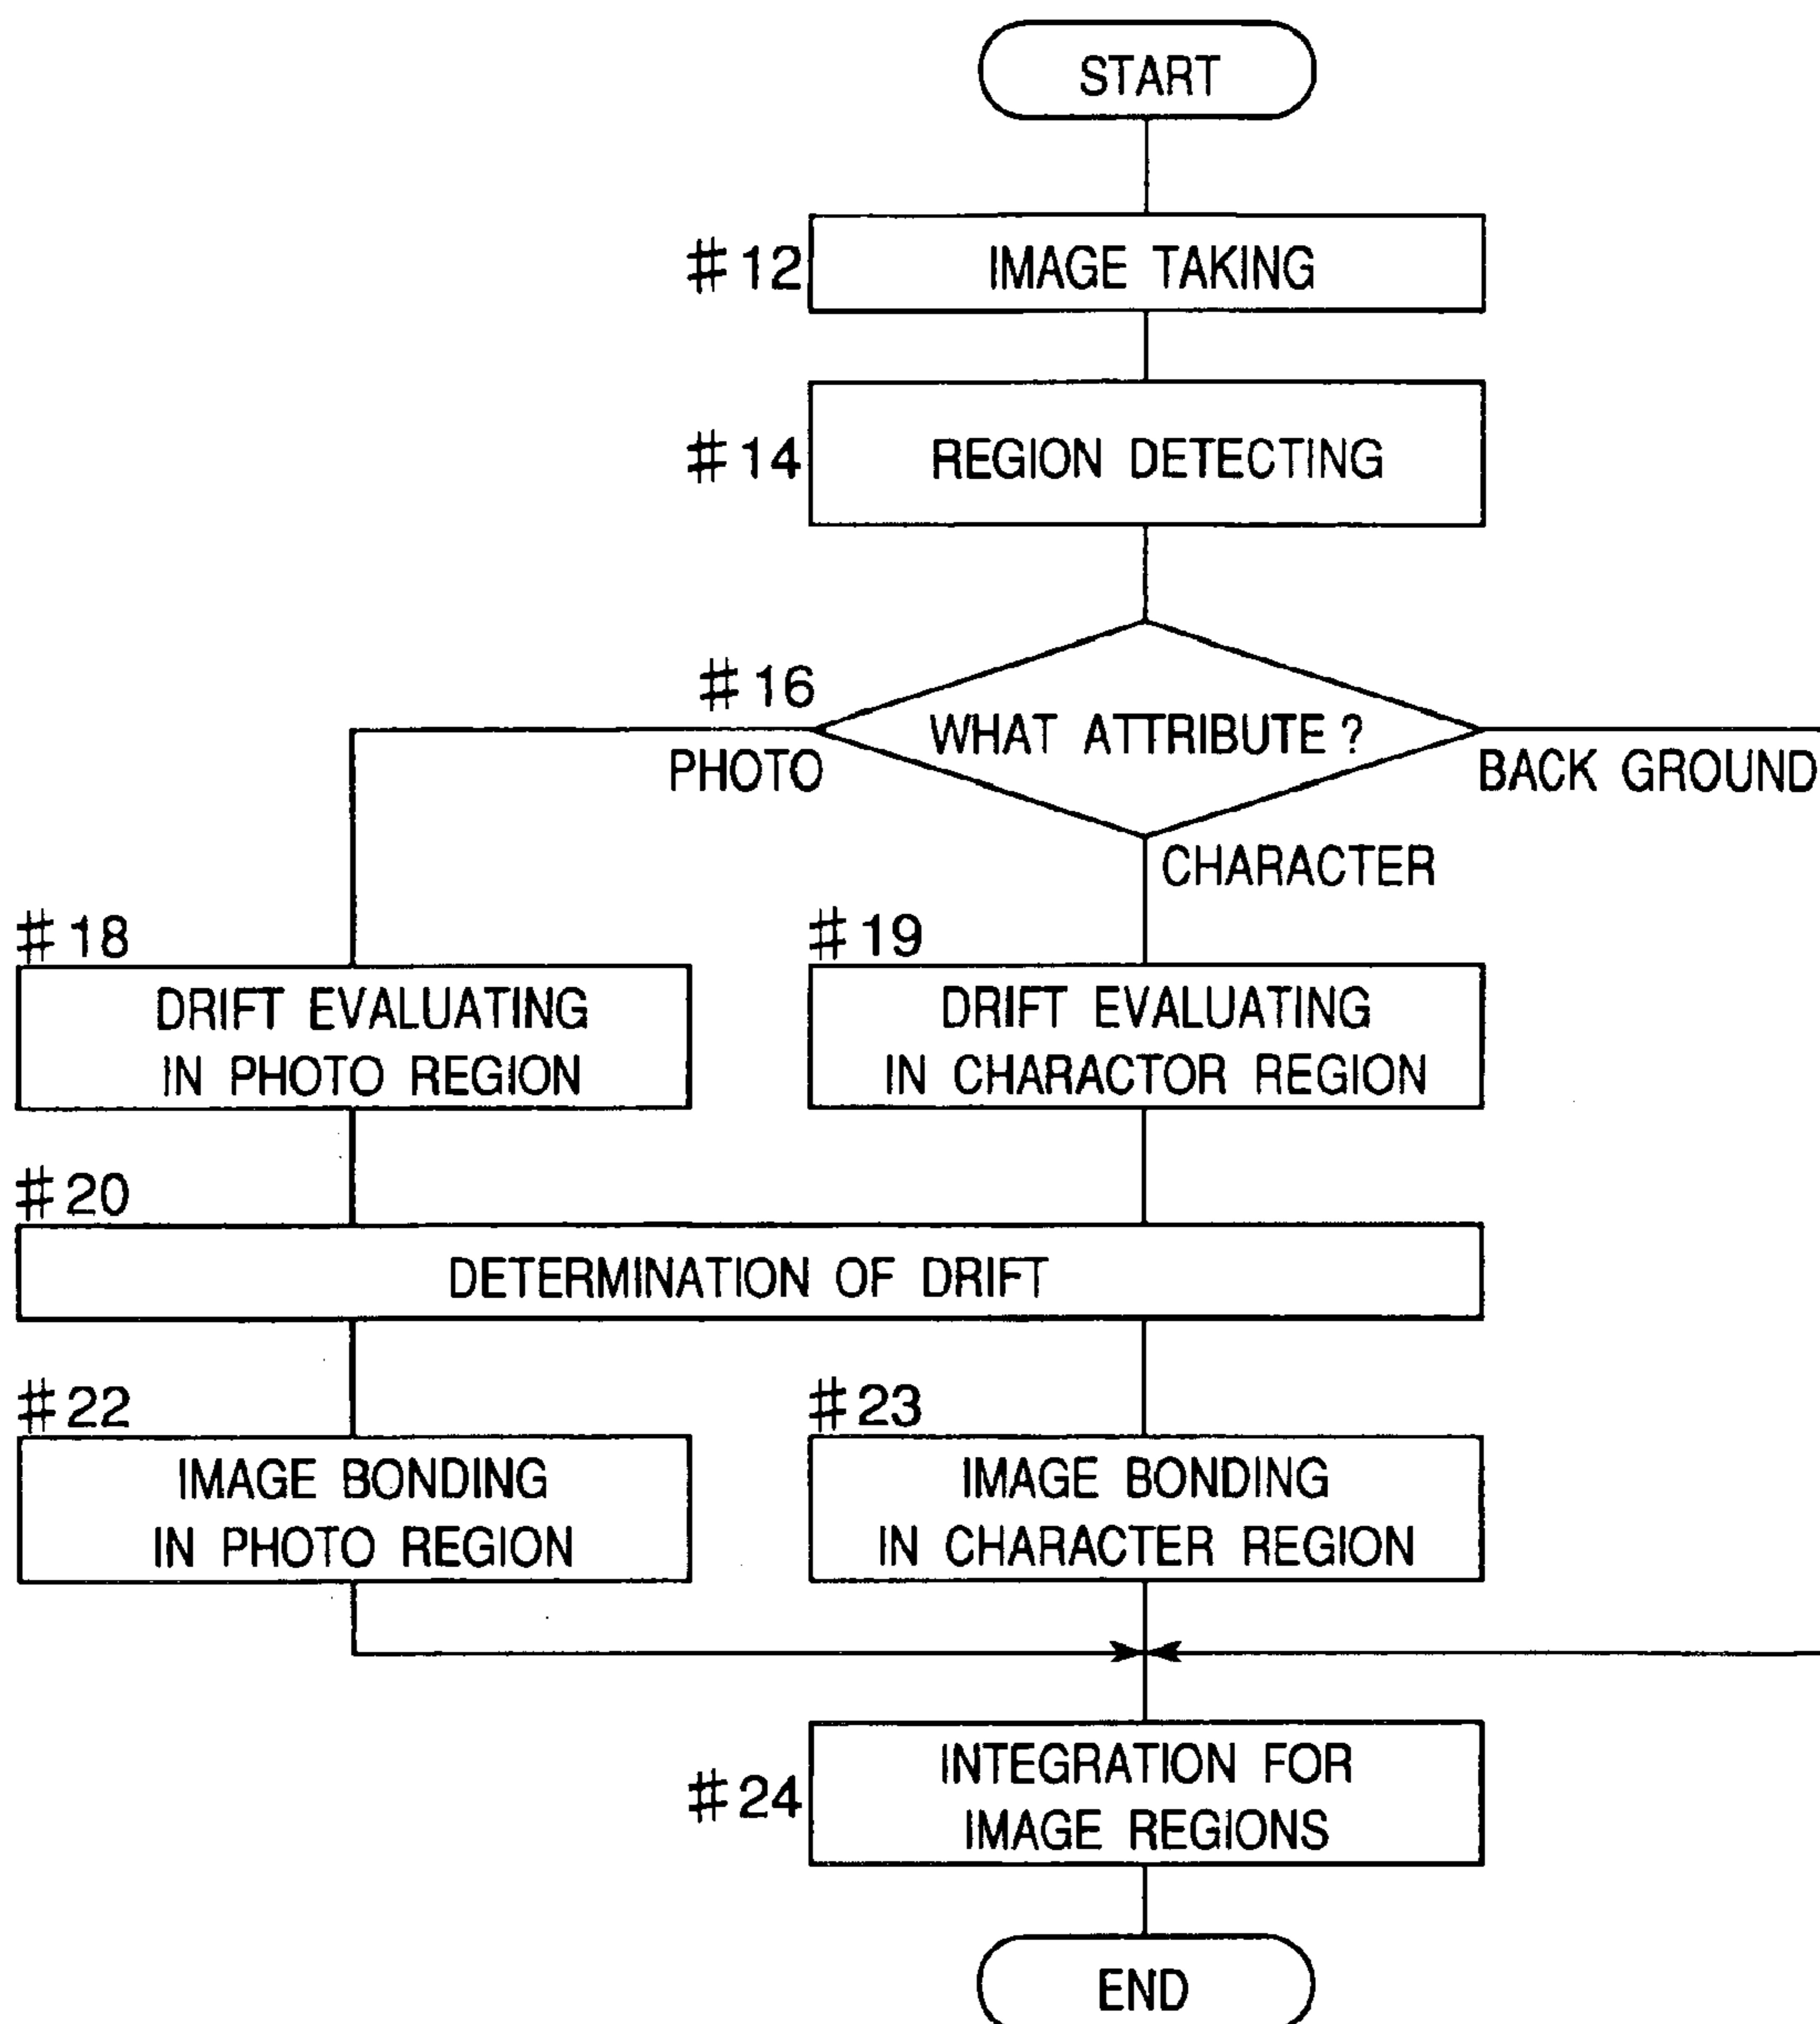 START
#12
IMAGE TAKING
#14
REGION DETECTING
#16
WHAT ATTRIBUTE?
PHOTO
BACK GROUND
CHARACTER
#18
DRIFT EVALUATING
IN PHOTO REGION
#19
DRIFT EVALUATING
IN CHARACTOR REGION
#20
DETERMINATION OF DRIFT
#22
IMAGE BONDING
IN PHOTO REGION
#23
IMAGE BONDING
IN CHARACTER REGION
#24
INTEGRATION FOR
IMAGE REGIONS
END